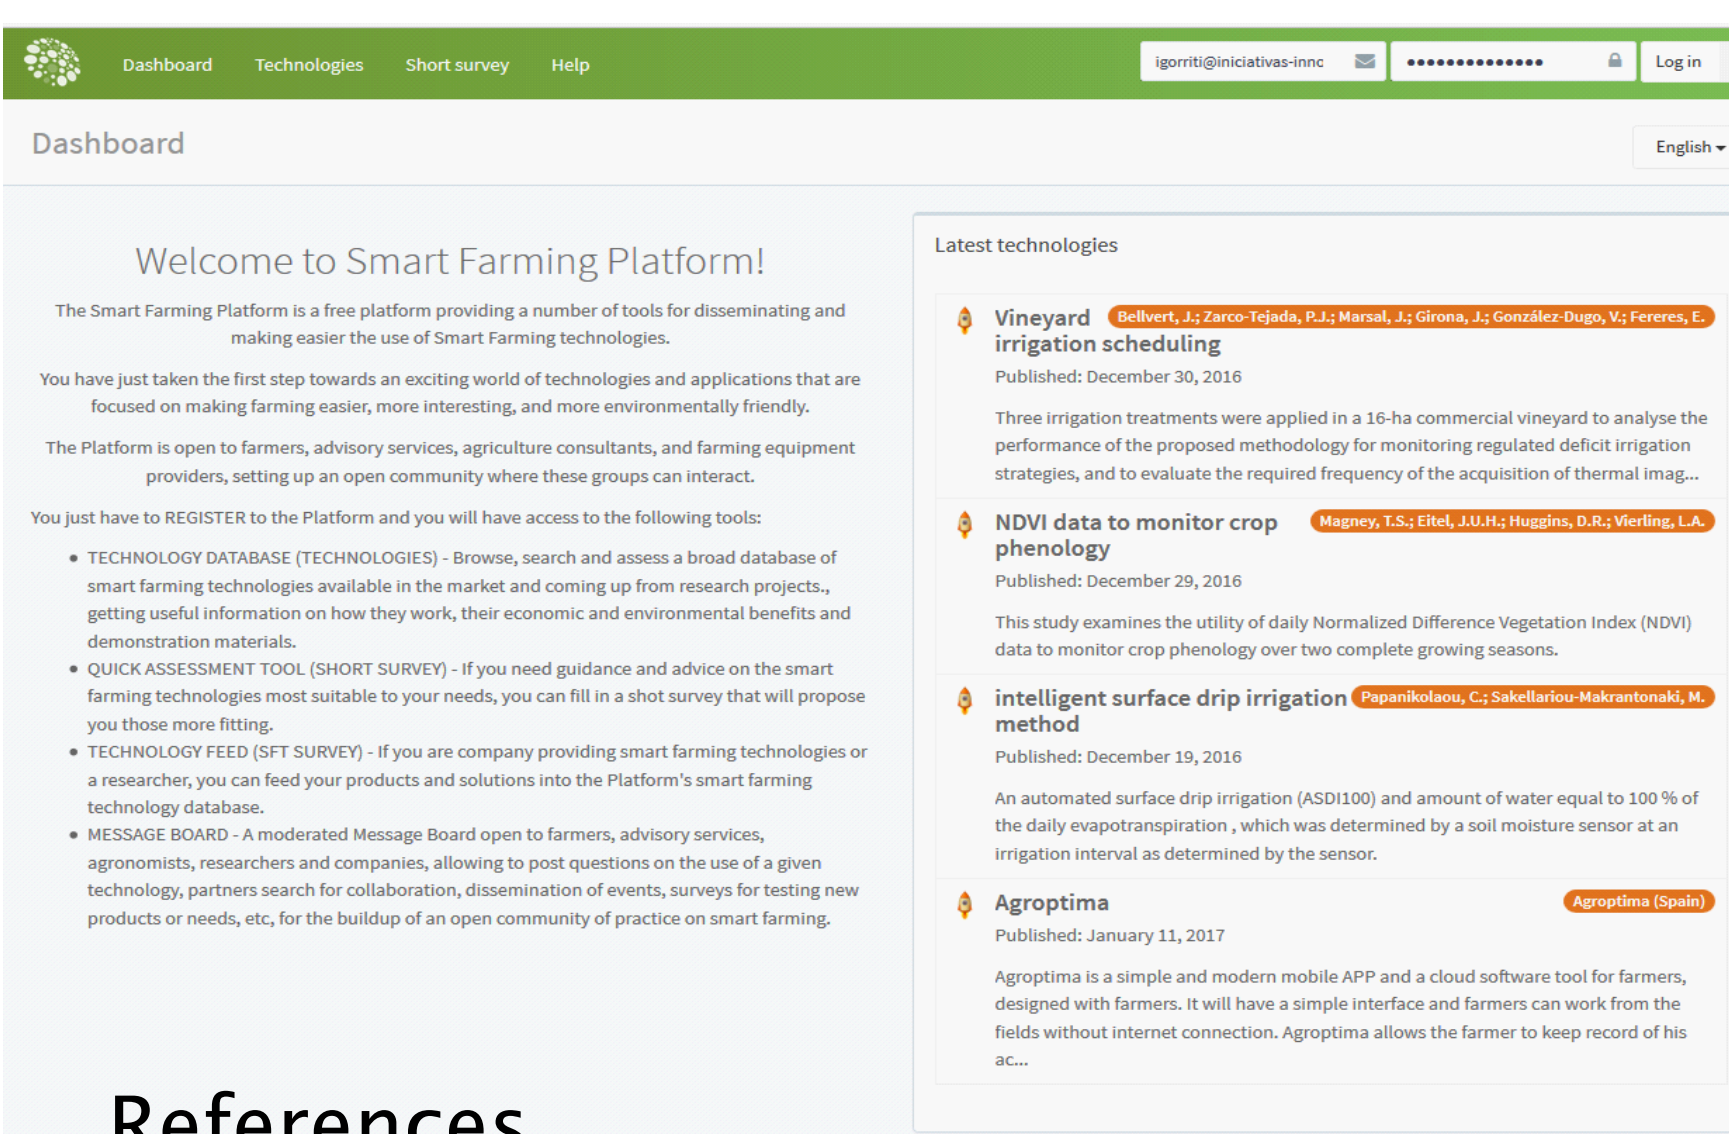 Dashboard Technologies Short survey Help igorriti@iniciativas-innc •••••••••••••• Log in
Dashboard English
Welcome to Smart Farming Platform!
The Smart Farming Platform is a free platform providing a number of tools for disseminating and
making easier the use of Smart Farming technologies.
You have just taken the first step towards an exciting world of technologies and applications that are
focused on making farming easier, more interesting, and more environmentally friendly.
The Platform is open to farmers, advisory services, agriculture consultants, and farming equipment
providers, setting up an open community where these groups can interact.
You just have to REGISTER to the Platform and you will have access to the following tools:
• TECHNOLOGY DATABASE (TECHNOLOGIES) - Browse, search and assess a broad database of
smart farming technologies available in the market and coming up from research projects.,
getting useful information on how they work, their economic and environmental benefits and
demonstration materials.
• QUICK ASSESSMENT TOOL (SHORT SURVEY) - If you need guidance and advice on the smart
farming technologies most suitable to your needs, you can fill in a shot survey that will propose
you those more fitting.
• TECHNOLOGY FEED (SFT SURVEY) - If you are company providing smart farming technologies or
a researcher, you can feed your products and solutions into the Platform's smart farming
technology database.
• MESSAGE BOARD - A moderated Message Board open to farmers, advisory services,
agronomists, researchers and companies, allowing to post questions on the use of a given
technology, partners search for collaboration, dissemination of events, surveys for testing new
products or needs, etc, for the buildup of an open community of practice on smart farming.
Latest technologies
Vineyard Bellvert, J.; Zarco-Tejada, P.J.; Marsal, J.; Girona, J.; González-Dugo, V.; Fereres, E.
irrigation scheduling
Published: December 30, 2016
Three irrigation treatments were applied in a 16-ha commercial vineyard to analyse the
performance of the proposed methodology for monitoring regulated deficit irrigation
strategies, and to evaluate the required frequency of the acquisition of thermal imag...
NDVI data to monitor crop Magney, T.S.; Eitel, J.U.H.; Huggins, D.R.; Vierling, L.A.
phenology
Published: December 29, 2016
This study examines the utility of daily Normalized Difference Vegetation Index (NDVI)
data to monitor crop phenology over two complete growing seasons.
intelligent surface drip irrigation Papanikolaou, C.; Sakellariou-Makrantonaki, M.
method
Published: December 19, 2016
An automated surface drip irrigation (ASDI100) and amount of water equal to 100 % of
the daily evapotranspiration , which was determined by a soil moisture sensor at an
irrigation interval as determined by the sensor.
Agroptima Agroptima (Spain)
Published: January 11, 2017
Agroptima is a simple and modern mobile APP and a cloud software tool for farmers,
designed with farmers. It will have a simple interface and farmers can work from the
fields without internet connection. Agroptima allows the farmer to keep record of his
ac...
References